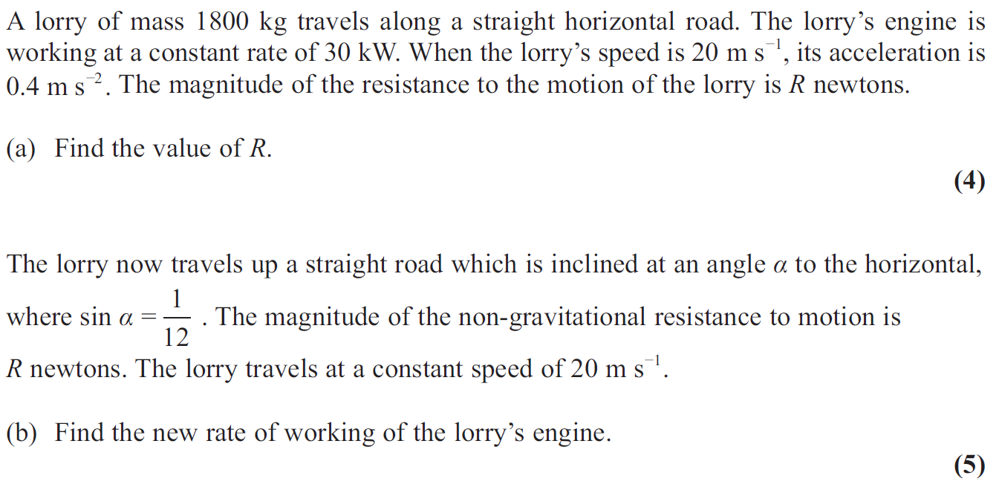 A lorry of mass 1800 kg travels along a straight horizontal road. The lorry’s engine is
working at a constant rate of 30 kW. When the lorry’s speed is 20 m s⁻¹, its acceleration is
0.4 m s⁻². The magnitude of the resistance to the motion of the lorry is R newtons.
(a) Find the value of R.
(4)
The lorry now travels up a straight road which is inclined at an angle α to the horizontal,
where sin α = 1/12 . The magnitude of the non-gravitational resistance to motion is
R newtons. The lorry travels at a constant speed of 20 m s⁻¹.
(b) Find the new rate of working of the lorry’s engine.
(5)